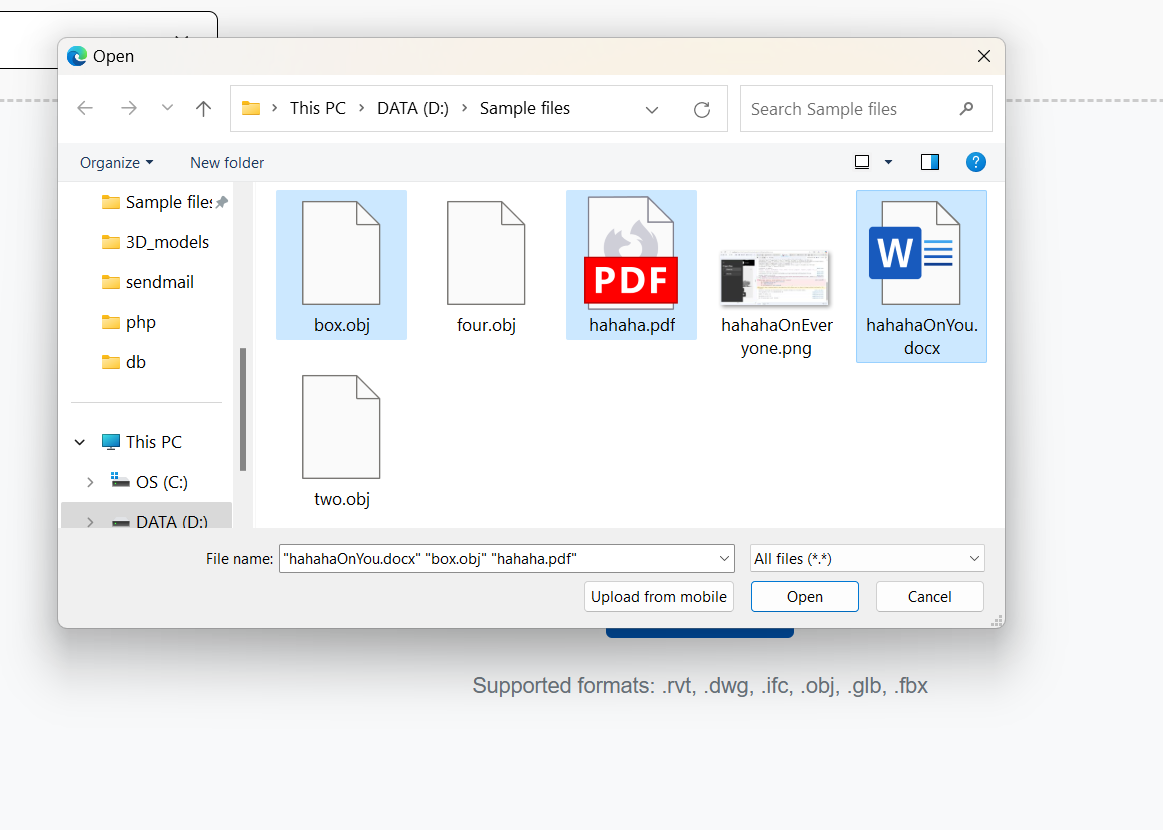 Open
This PC > DATA (D:) > Sample files
Search Sample files
Organize
New folder
?
Sample files
3D_models
sendmail
php
db
This PC
OS (C:)
DATA (D:)
box.obj
four.obj
PDF
hahaha.pdf
hahahaOnEver
yone.png
W
hahahaOnYou.
docx
two.obj
File name: "hahahaOnYou.docx" "box.obj" "hahaha.pdf"
All files (*.*)
Upload from mobile
Open
Cancel
Supported formats: .rvt, .dwg, .ifc, .obj, .glb, .fbx